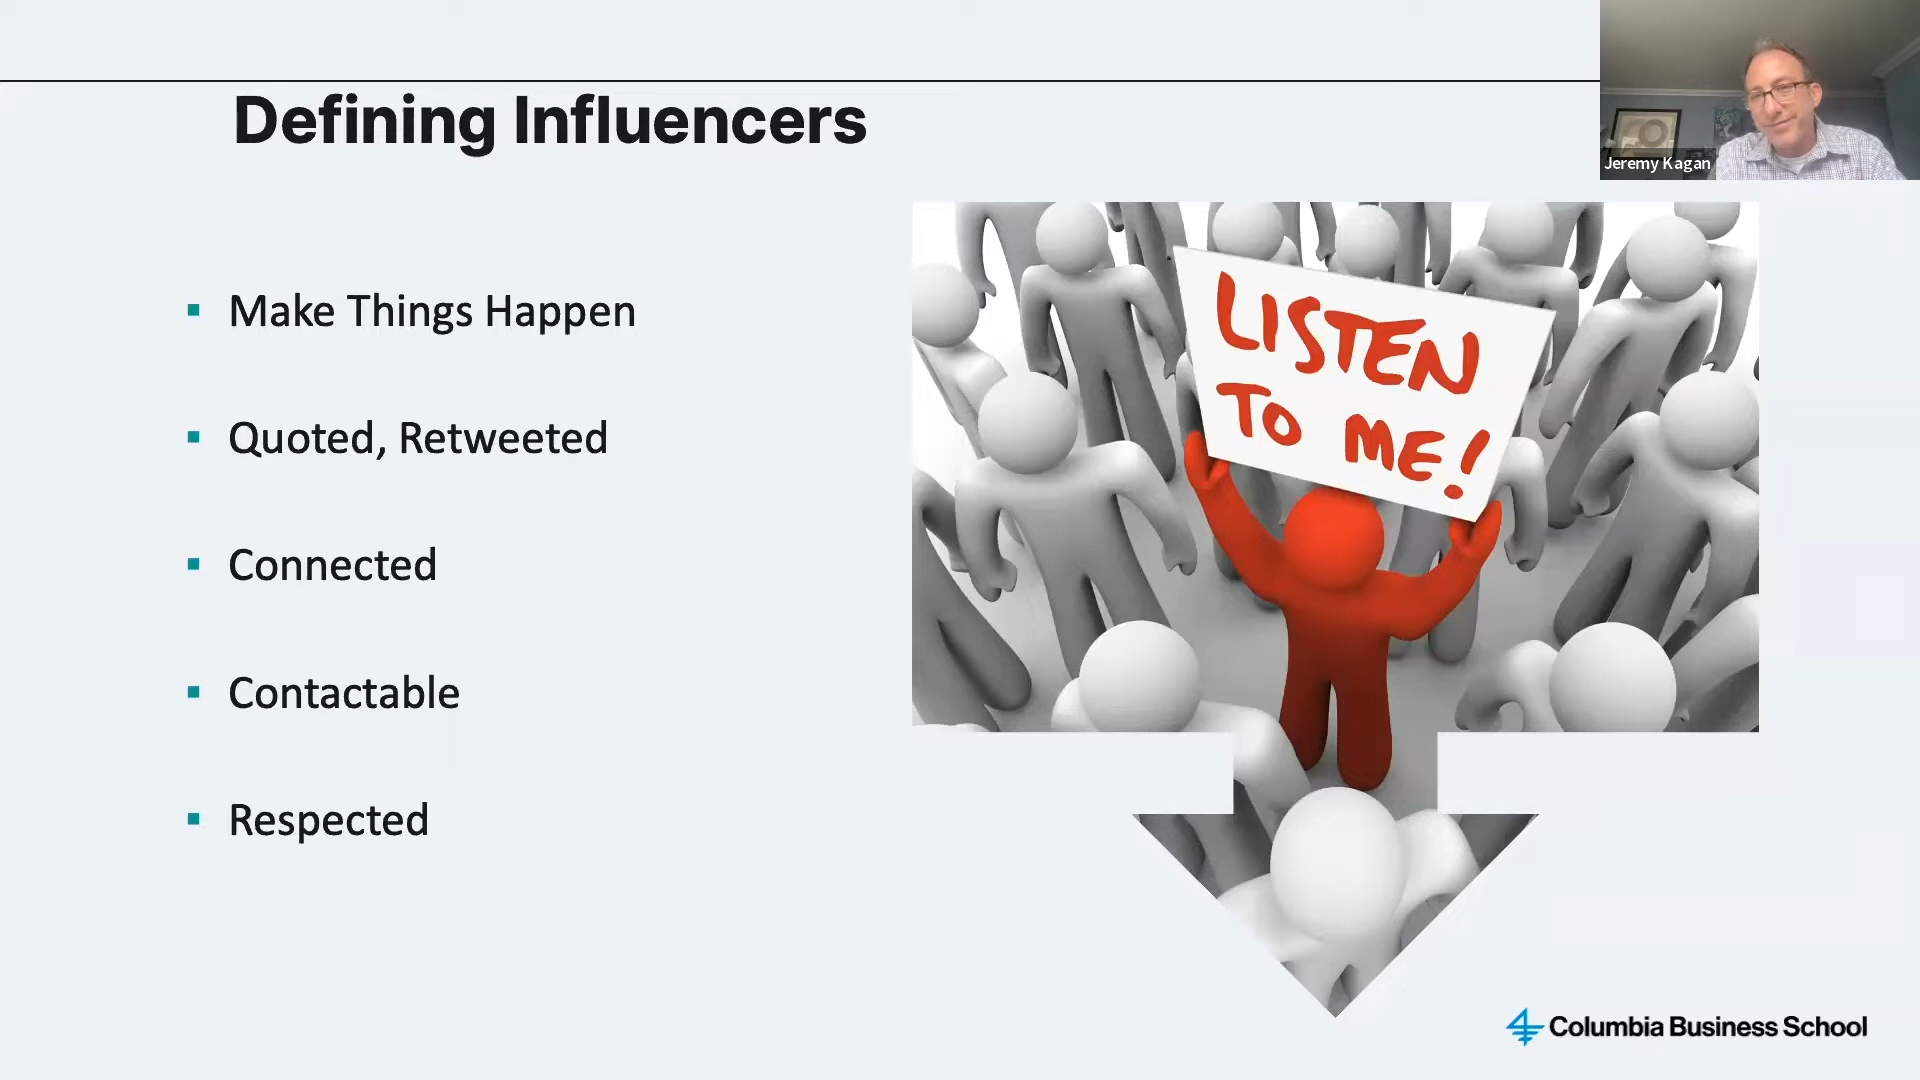 Defining Influencers
Jeremy Kagan
Make Things Happen
Quoted, Retweeted
Connected
Contactable
Respected
LISTEN
TO ME!
Columbia Business School